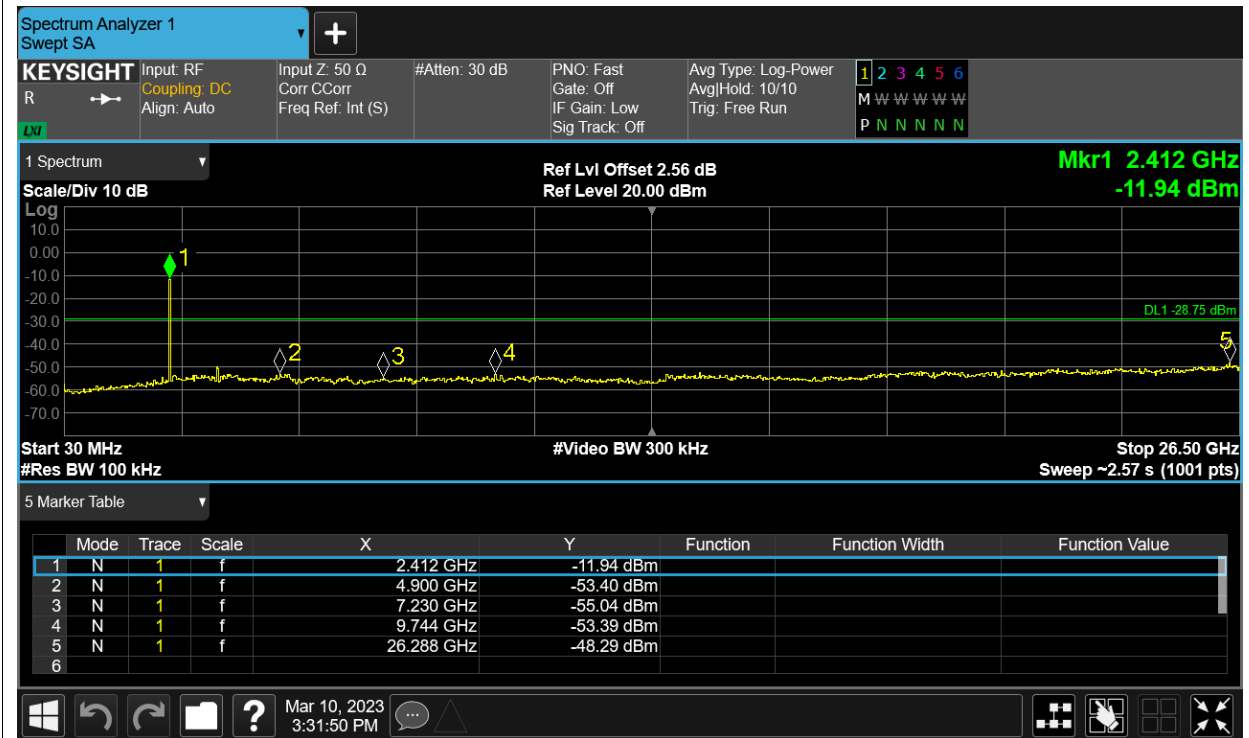 Spectrum Analyzer 1
Swept SA
+
KEYSIGHT Input: RF Input Z: 50 Ω #Atten: 30 dB PNO: Fast Avg Type: Log-Power 1 2 3 4 5 6
R Coupling: DC Corr CCorr Gate: Off Avg|Hold: 10/10 M W W W W W
Align: Auto Freq Ref: Int (S) IF Gain: Low Trig: Free Run
LXI Sig Track: Off P N N N N N
1 Spectrum Ref Lvl Offset 2.56 dB Mkr1 2.412 GHz
Scale/Div 10 dB Ref Level 20.00 dBm -11.94 dBm
Log
10.0
0.00 1
-10.0
-20.0
DL1 -28.75 dBm
-30.0
-40.0 2 3 4 5
-50.0
-60.0
-70.0
Start 30 MHz #Video BW 300 kHz Stop 26.50 GHz
#Res BW 100 kHz Sweep ~2.57 s (1001 pts)
5 Marker Table
Mode Trace Scale X Y Function Function Width Function Value
1 N 1 f 2.412 GHz -11.94 dBm
2 N 1 f 4.900 GHz -53.40 dBm
3 N 1 f 7.230 GHz -55.04 dBm
4 N 1 f 9.744 GHz -53.39 dBm
5 N 1 f 26.288 GHz -48.29 dBm
6
? Mar 10, 2023
3:31:50 PM